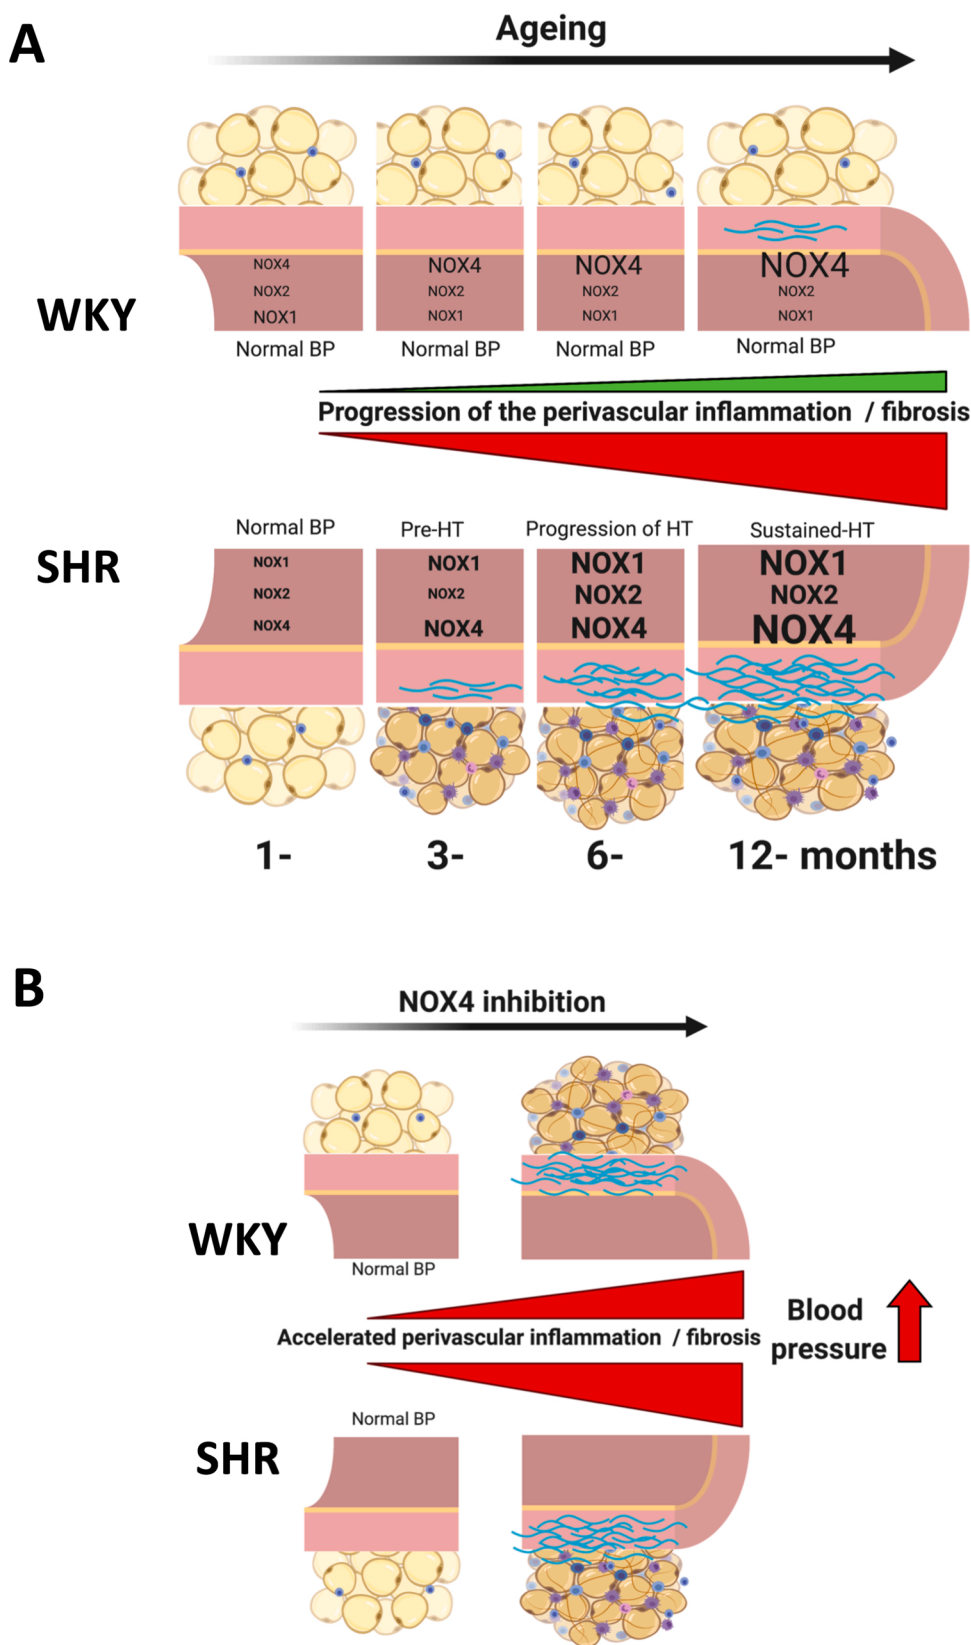 A
Ageing
WKY
NOX4 NOX4 NOX4 NOX4
NOX2 NOX2 NOX2 NOX2
NOX1 NOX1 NOX1 NOX1
Normal BP Normal BP Normal BP Normal BP
Progression of the perivascular inflammation / fibrosis
SHR
Normal BP Pre-HT Progression of HT Sustained-HT
NOX1 NOX1 NOX1 NOX1
NOX2 NOX2 NOX2 NOX2
NOX4 NOX4 NOX4 NOX4
1- 3- 6- 12- months
B
NOX4 inhibition
WKY
Normal BP
Accelerated perivascular inflammation / fibrosis
Blood
pressure
Normal BP
SHR